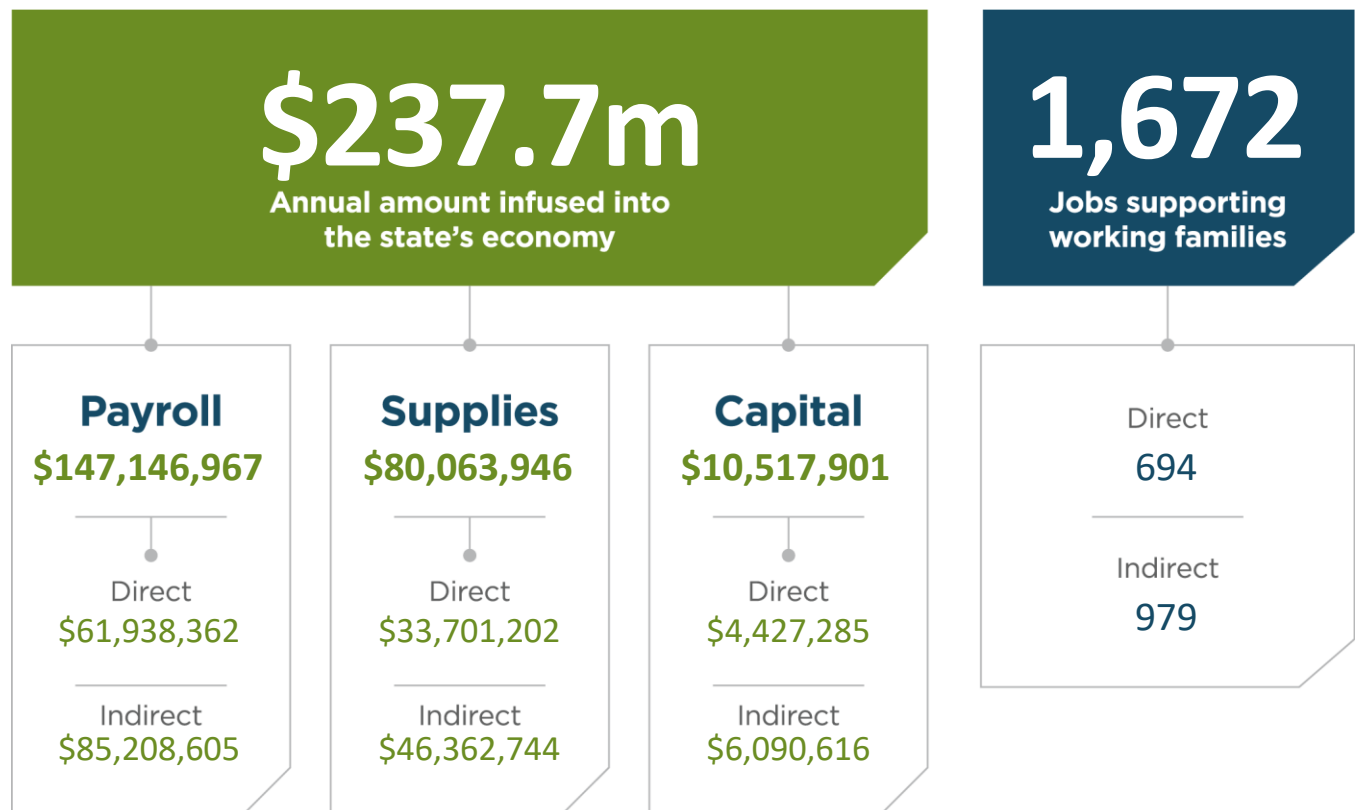 $237.7m
Annual amount infused into
the state's economy
1,672
Jobs supporting
working families
Payroll
$147,146,967
Direct
$61,938,362
Indirect
$85,208,605
Supplies
$80,063,946
Direct
$33,701,202
Indirect
$46,362,744
Capital
$10,517,901
Direct
$4,427,285
Indirect
$6,090,616
Direct
694
Indirect
979